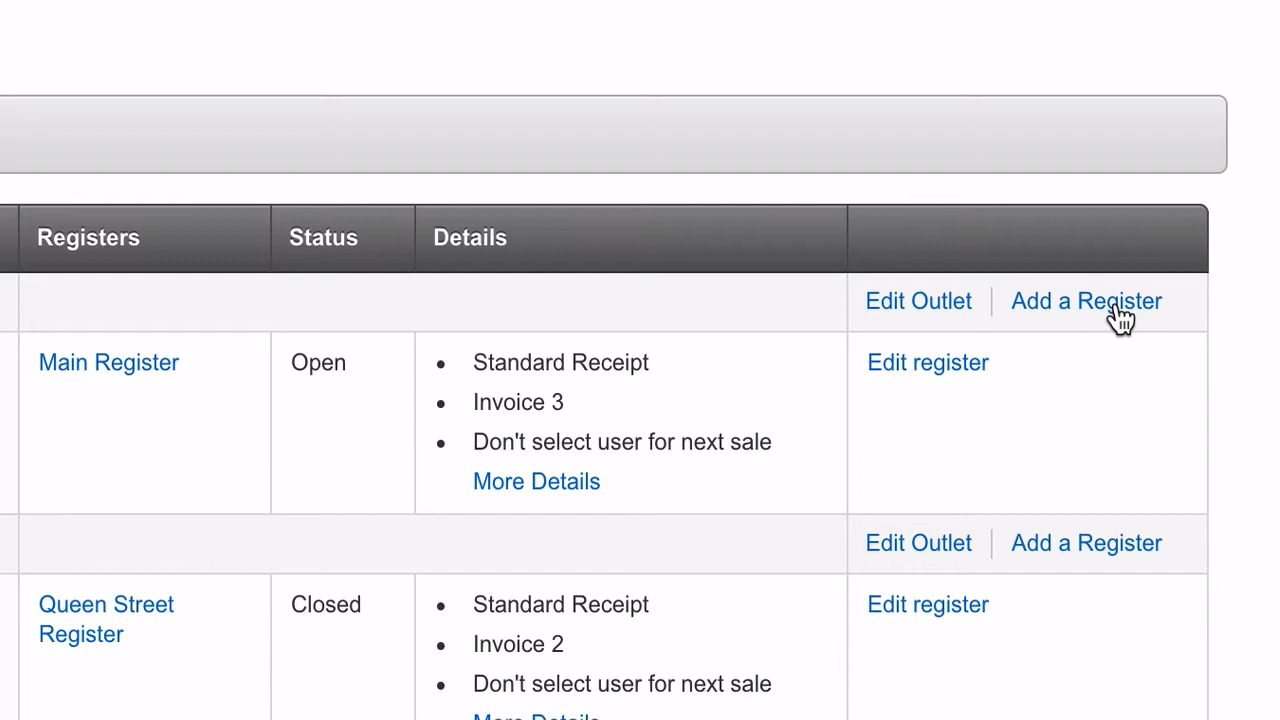 Registers Status Details
Edit Outlet Add a Register
Main Register Open Standard Receipt Edit register
Invoice 3
Don't select user for next sale
More Details
Edit Outlet Add a Register
Queen Street Closed Standard Receipt Edit register
Register
Invoice 2
Don't select user for next sale
More Details